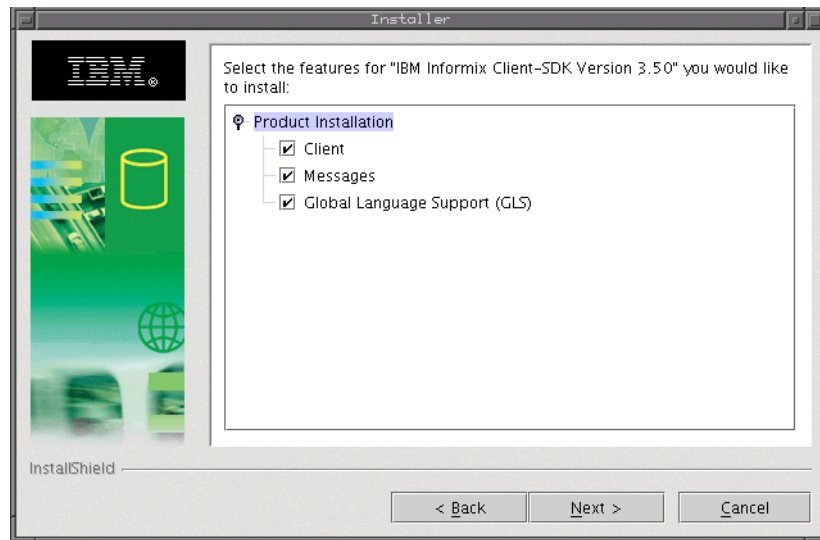 Installer
IBM®
Select the features for "IBM Informix Client-SDK Version 3.50" you would like
to install:
Product Installation
Client
Messages
Global Language Support (GLS)
InstallShield
< Back
Next >
Cancel